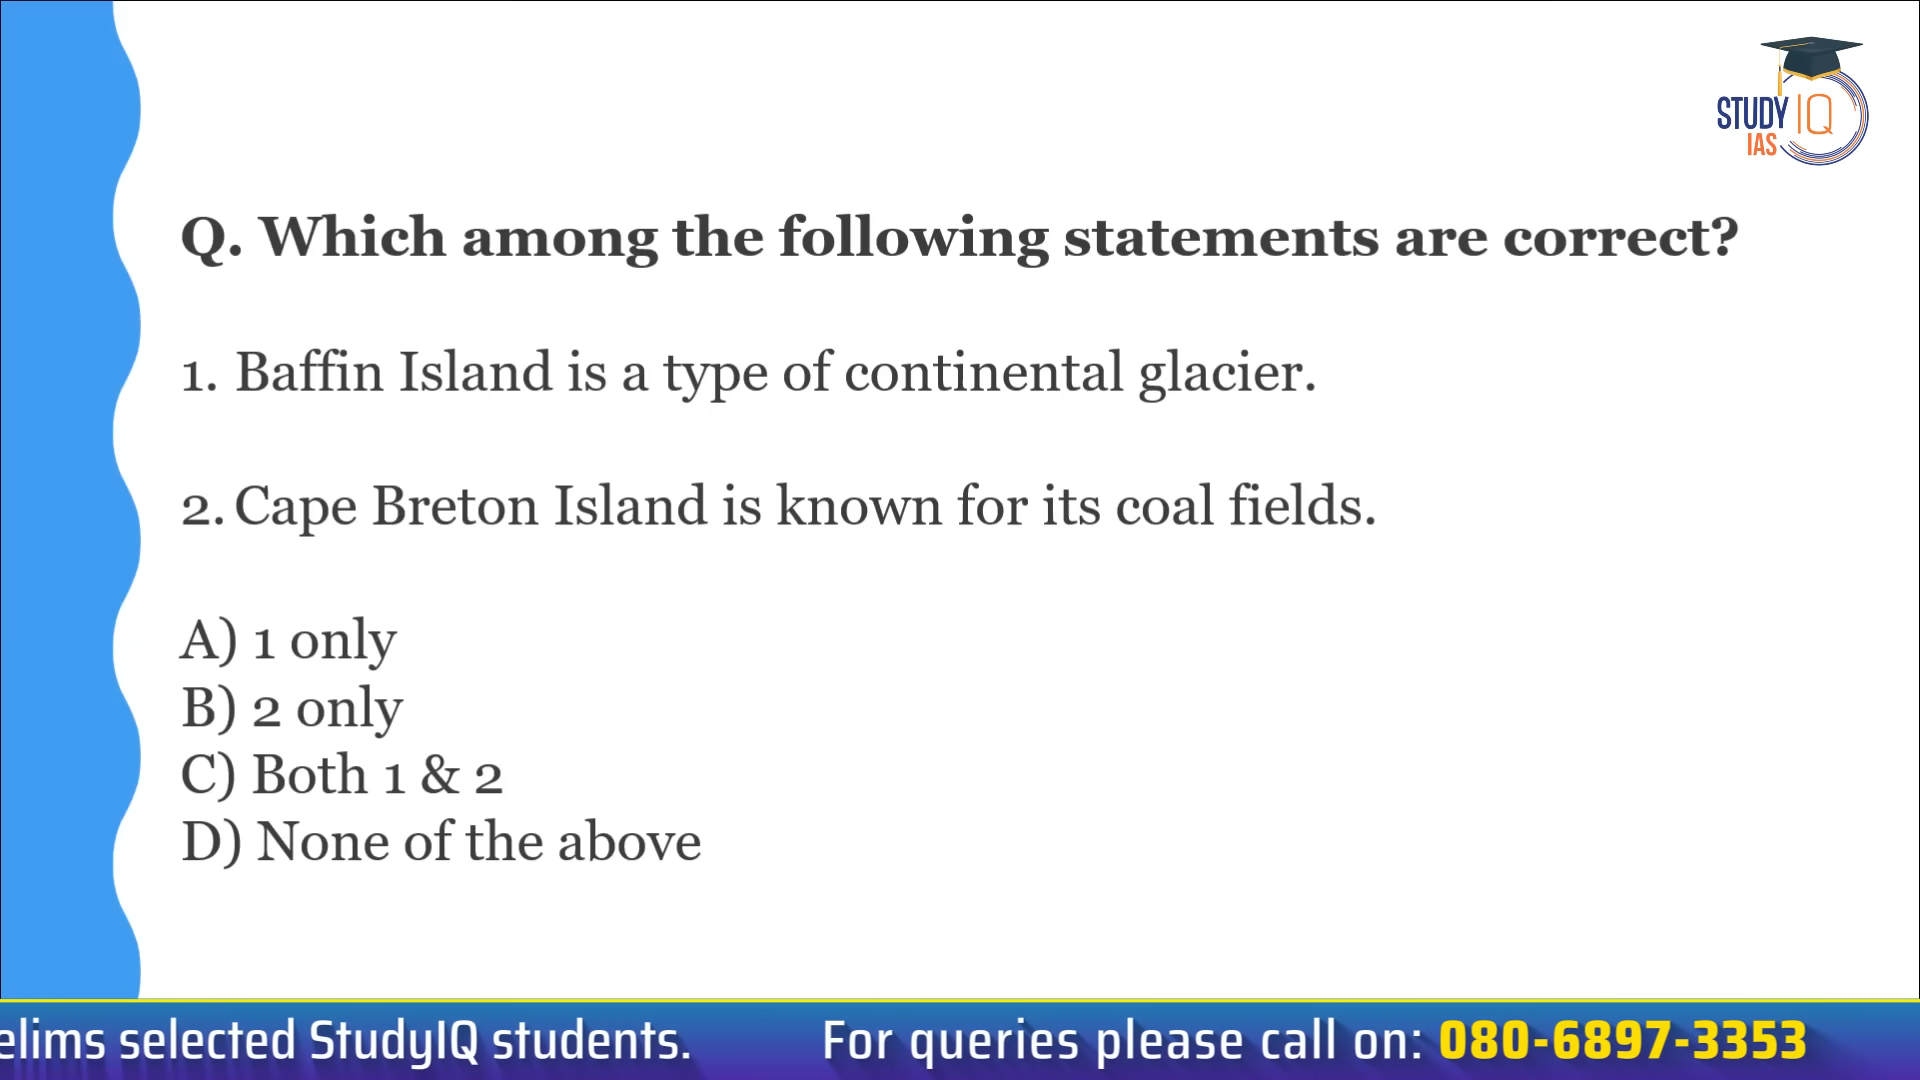 STUDY IQ
IAS
Q. Which among the following statements are correct?
1. Baffin Island is a type of continental glacier.
2. Cape Breton Island is known for its coal fields.
A) 1 only
B) 2 only
C) Both 1 & 2
D) None of the above
elims selected StudyIQ students. For queries please call on: 080-6897-3353